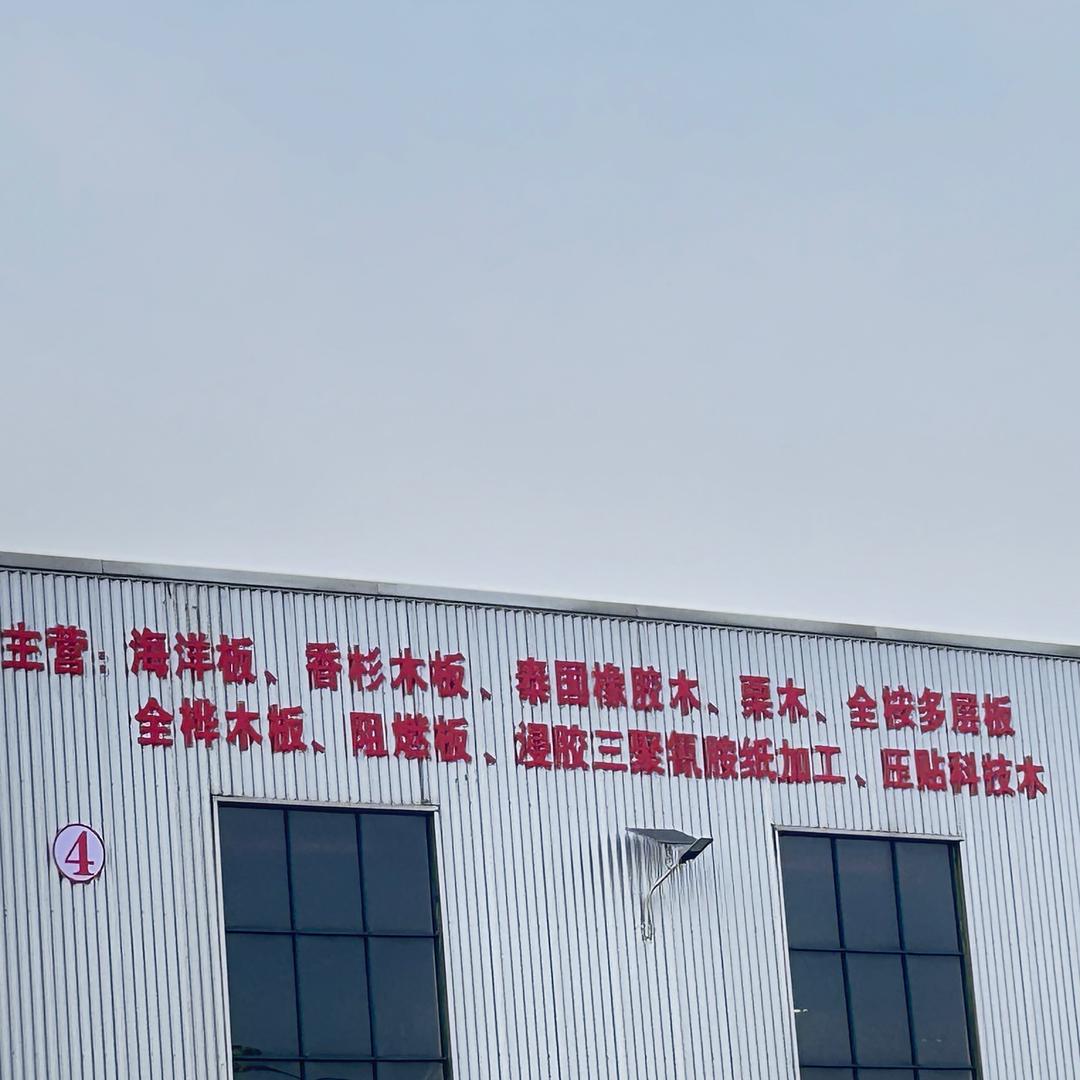 主营：海洋板、香杉木板、泰国橡胶木、栗木、全桉多层板
全桦木板、阻燃板、浸胶三聚氰胺纸加工、压贴科技木
4